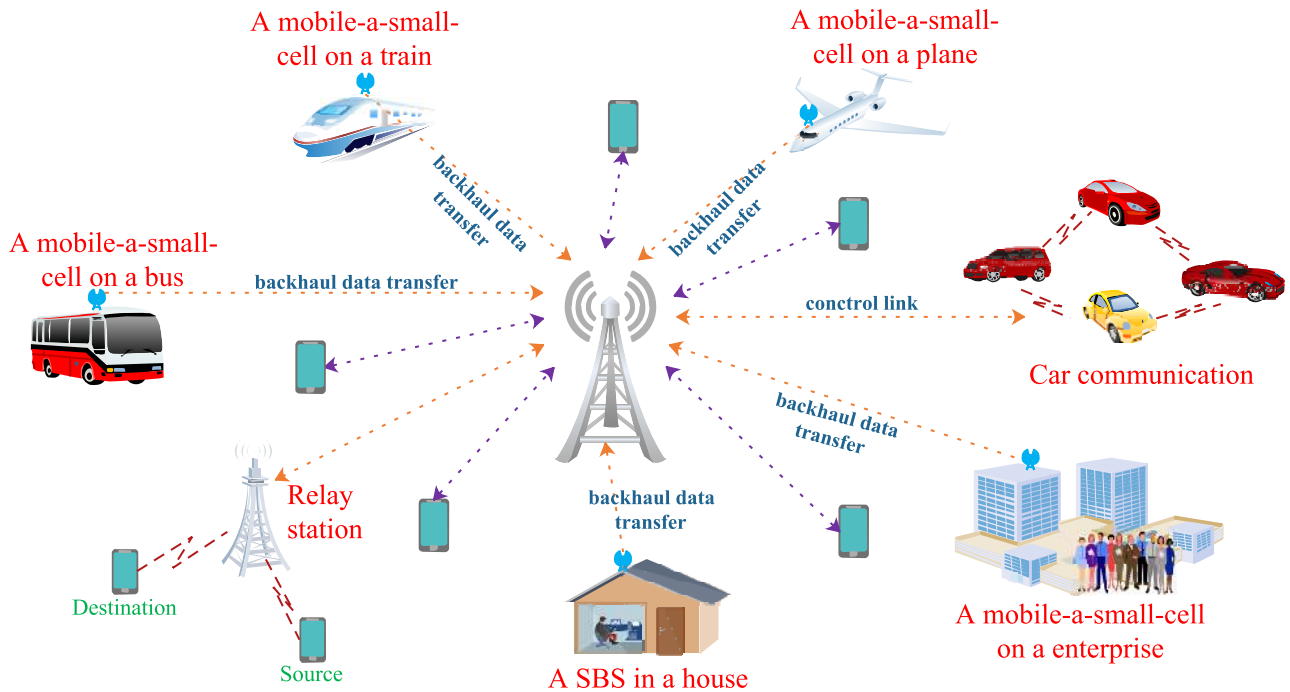 A mobile-a-small-
cell on a train
A mobile-a-small-
cell on a plane
backhaul data
transfer
backhaul data
transfer
A mobile-a-small-
cell on a bus
backhaul data transfer
conctrol link
Car communication
backhaul data
transfer
Relay
station
backhaul data
transfer
Destination
Source
A SBS in a house
A mobile-a-small-cell
on a enterprise